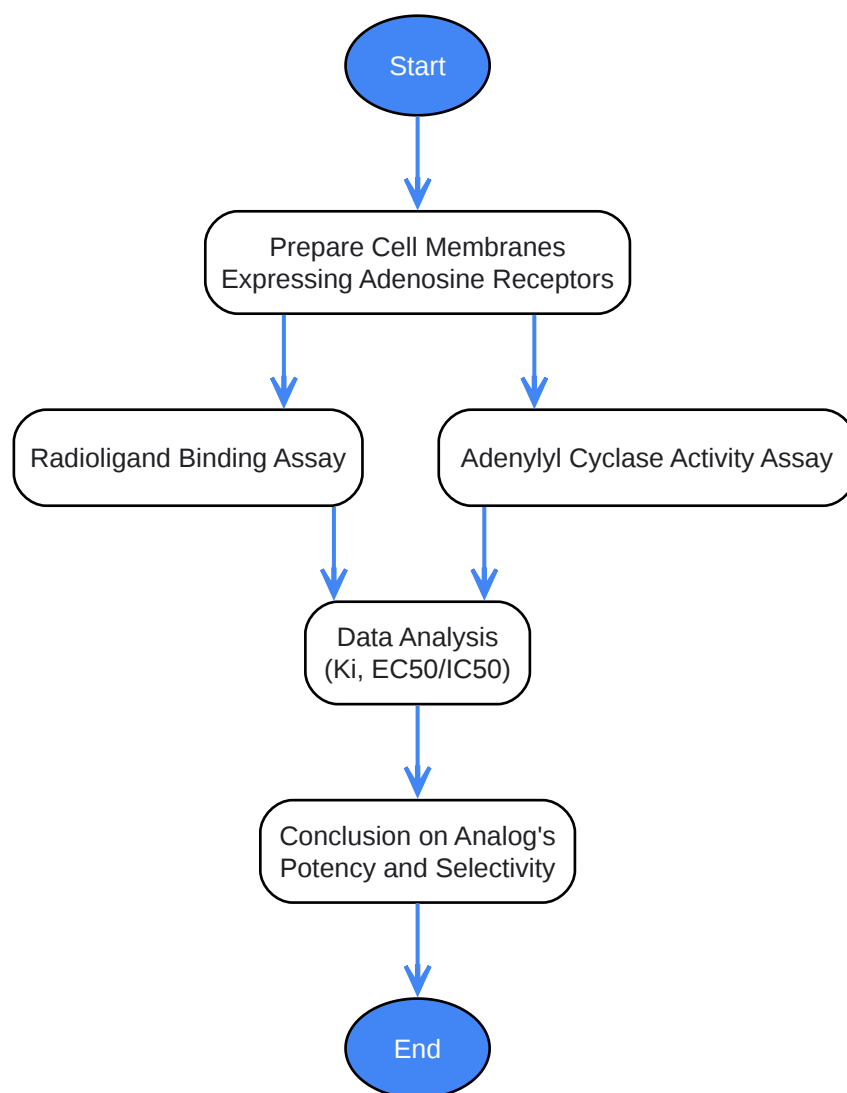 Start
Prepare Cell Membranes
Expressing Adenosine Receptors
Radioligand Binding Assay
Adenylyl Cyclase Activity Assay
Data Analysis
(Ki, EC50/IC50)
Conclusion on Analog's
Potency and Selectivity
End